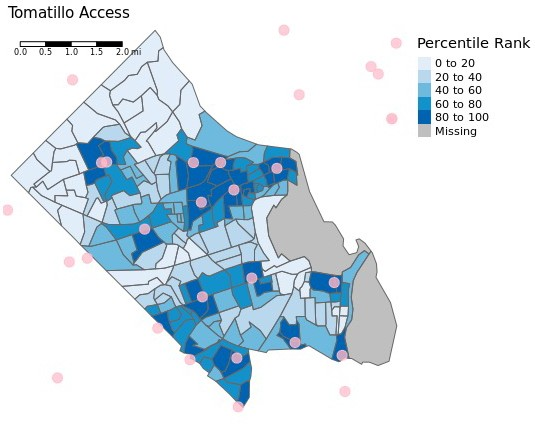 Tomatillo Access
0.0 0.5 1.0 1.5 2.0 mi
Percentile Rank
0 to 20
20 to 40
40 to 60
60 to 80
80 to 100
Missing